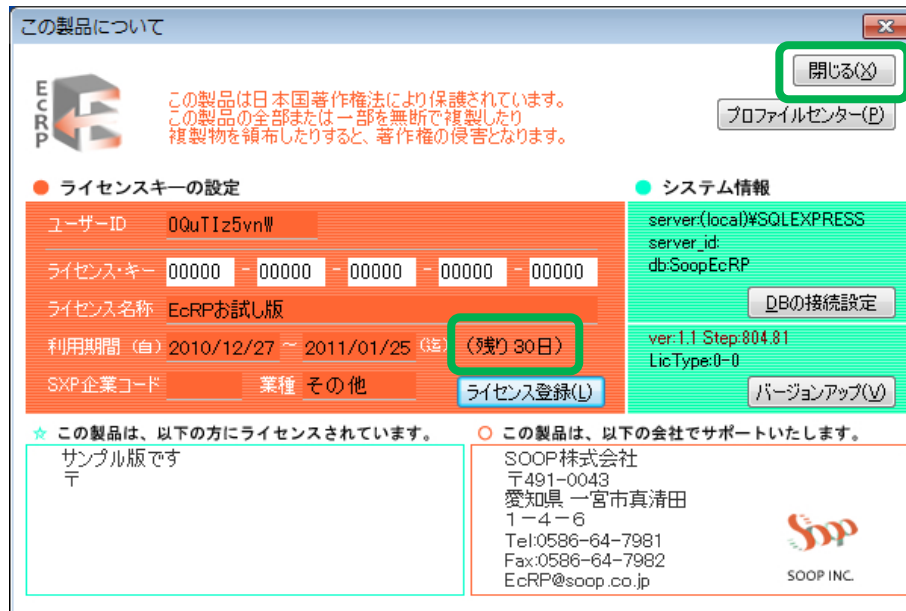 この製品について
閉じる(X)
プロファイルセンター(P)
ECRP
この製品は日本国著作権法により保護されています。
この製品の全部または一部を無断で複製したり
複製物を頒布したりすると、著作権の侵害となります。
● ライセンスキーの設定
ユーザーID 0QuTIz5vnW
ライセンス・キー 00000 - 00000 - 00000 - 00000 - 00000
ライセンス名称 EcRPお試し版
利用期間 (自) 2010/12/27 ~ 2011/01/25 (迄) (残り 30日)
SXP企業コード 業種 その他 ライセンス登録(L)
● システム情報
server:(local)¥SQLEXPRESS
server_id:
db:SoopEcRP
DBの接続設定
ver:1.1 Step:804.81
LicType:0-0
バージョンアップ(V)
☆ この製品は、以下の方にライセンスされています。
サンプル版です
〒
○ この製品は、以下の会社でサポートいたします。
SOOP株式会社
〒491-0043
愛知県 一宮市真清田
1-4-6
Tel:0586-64-7981
Fax:0586-64-7982
EcRP@soop.co.jp
Soop
SOOP INC.